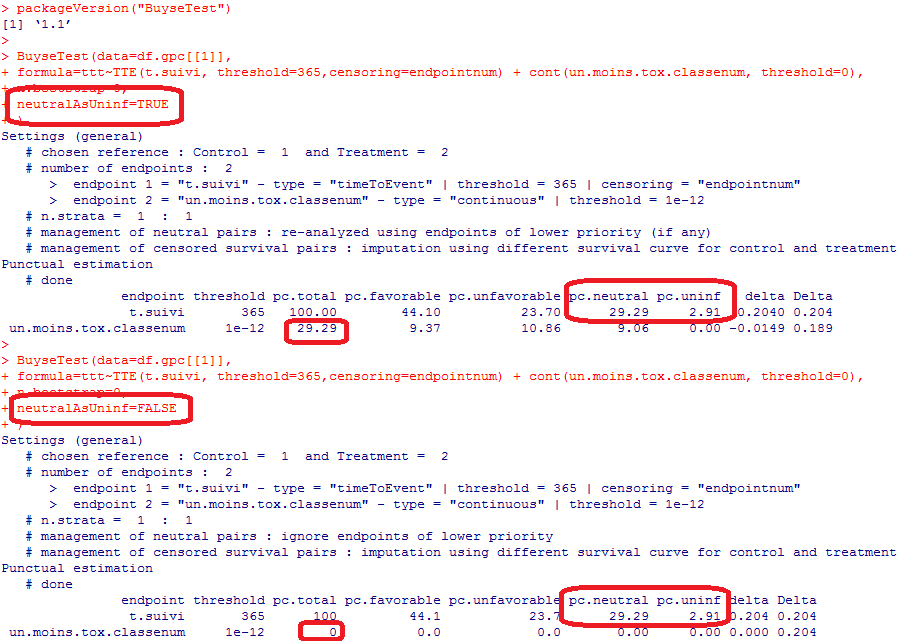 > packageVersion("BuyseTest")
[1] ‘1.1’
>
> BuyseTest(data=df.gpc[[1]],
+ formula=ttt~TTE(t.suivi, threshold=365,censoring=endpointnum) + cont(un.moins.tox.classenum, threshold=0),
+ n.bootstrap=0,
+ neutralAsUninf=TRUE
+ )
Settings (general)
# chosen reference : Control = 1 and Treatment = 2
# number of endpoints : 2
> endpoint 1 = "t.suivi" - type = "timeToEvent" | threshold = 365 | censoring = "endpointnum"
> endpoint 2 = "un.moins.tox.classenum" - type = "continuous" | threshold = 1e-12
# n.strata = 1 : 1
# management of neutral pairs : re-analyzed using endpoints of lower priority (if any)
# management of censored survival pairs : imputation using different survival curve for control and treatment
Punctual estimation
# done
endpoint threshold pc.total pc.favorable pc.unfavorable pc.neutral pc.uninf delta Delta
t.suivi 365 100.00 44.10 23.70 29.29 2.91 0.2040 0.204
un.moins.tox.classenum 1e-12 29.29 9.37 10.86 9.06 0.00 -0.0149 0.189
>
> BuyseTest(data=df.gpc[[1]],
+ formula=ttt~TTE(t.suivi, threshold=365,censoring=endpointnum) + cont(un.moins.tox.classenum, threshold=0),
+ n.bootstrap=0,
+ neutralAsUninf=FALSE
+ )
Settings (general)
# chosen reference : Control = 1 and Treatment = 2
# number of endpoints : 2
> endpoint 1 = "t.suivi" - type = "timeToEvent" | threshold = 365 | censoring = "endpointnum"
> endpoint 2 = "un.moins.tox.classenum" - type = "continuous" | threshold = 1e-12
# n.strata = 1 : 1
# management of neutral pairs : ignore endpoints of lower priority
# management of censored survival pairs : imputation using different survival curve for control and treatment
Punctual estimation
# done
endpoint threshold pc.total pc.favorable pc.unfavorable pc.neutral pc.uninf delta Delta
t.suivi 365 100 44.1 23.7 29.29 2.91 0.204 0.204
un.moins.tox.classenum 1e-12 0 0.0 0.0 0.00 0.00 0.000 0.204